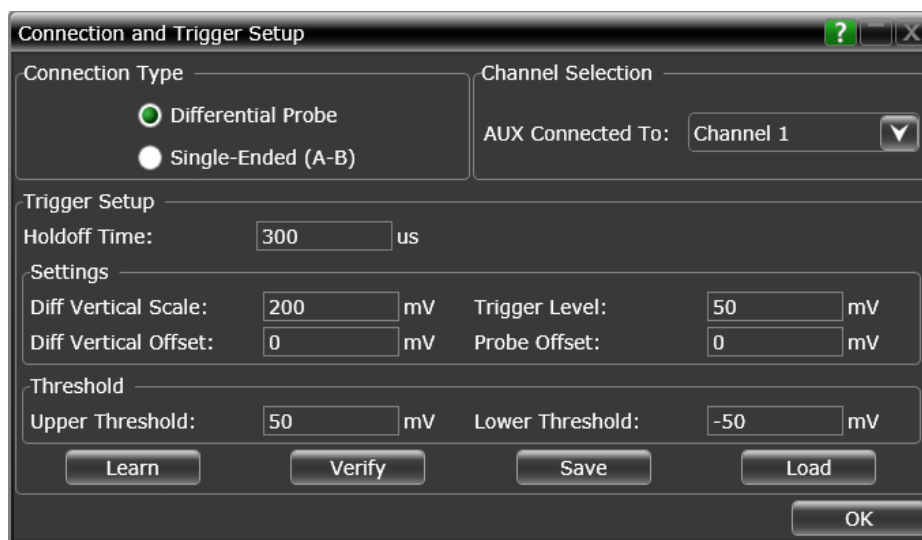 Connection and Trigger Setup ? X
Connection Type
Differential Probe
Single-Ended (A-B)
Channel Selection
AUX Connected To: Channel 1
Trigger Setup
Holdoff Time: 300 us
Settings
Diff Vertical Scale: 200 mV Trigger Level: 50 mV
Diff Vertical Offset: 0 mV Probe Offset: 0 mV
Threshold
Upper Threshold: 50 mV Lower Threshold: -50 mV
Learn Verify Save Load
OK